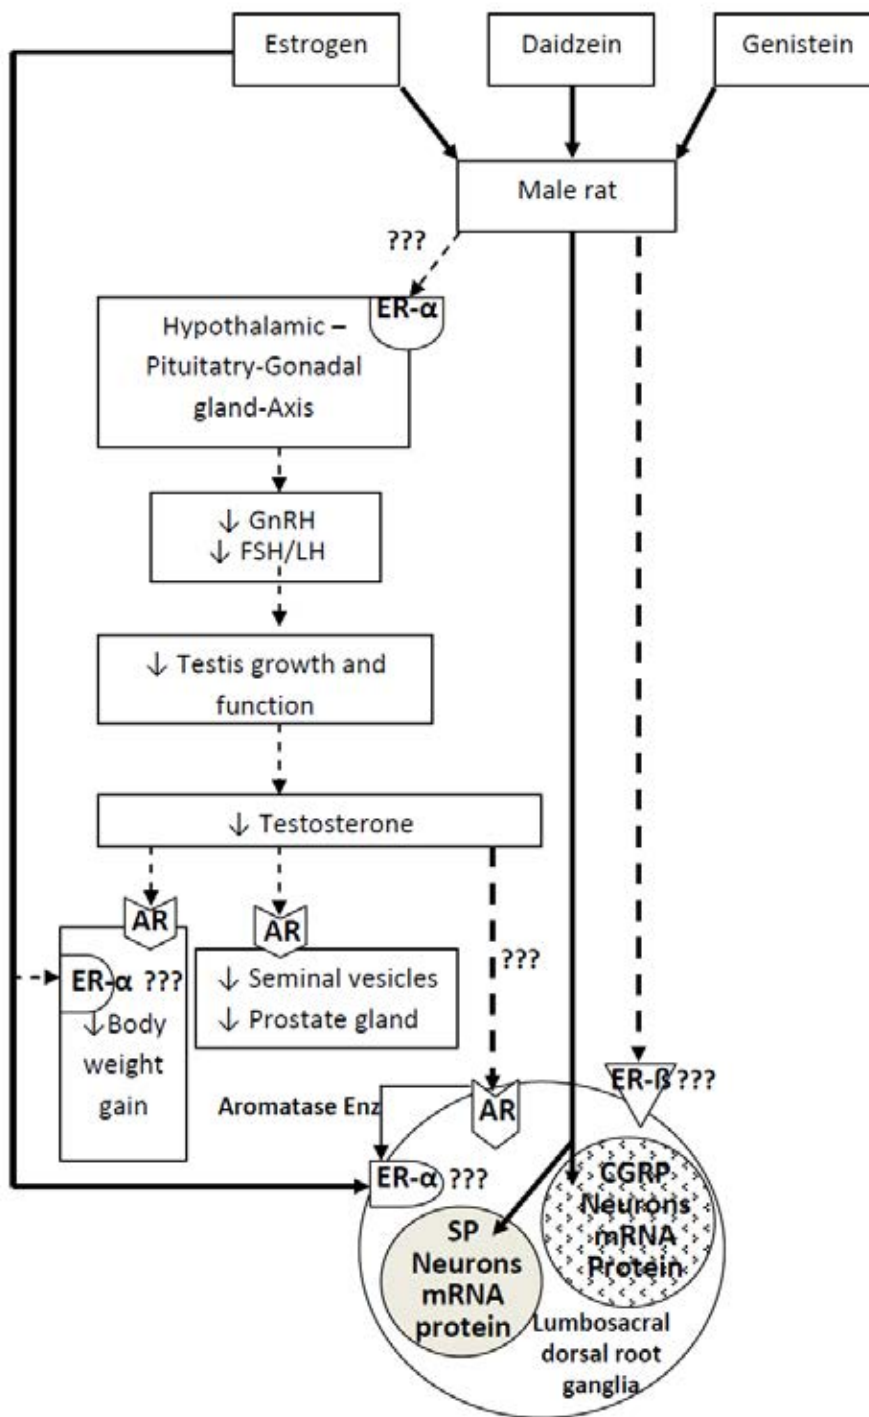 Estrogen
Daidzein
Genistein
Male rat
???
ER-α
Hypothalamic –
Pituitatry-Gonadal
gland-Axis
↓ GnRH
↓ FSH/LH
↓ Testis growth and
function
↓ Testosterone
AR
AR
???
ER-α ???
↓Body
weight
gain
↓ Seminal vesicles
↓ Prostate gland
Aromatase Enz
AR
ER-ß ???
ER-α ???
CGRP
Neurons
mRNA
Protein
SP
Neurons
mRNA
protein
Lumbosacral
dorsal root
ganglia